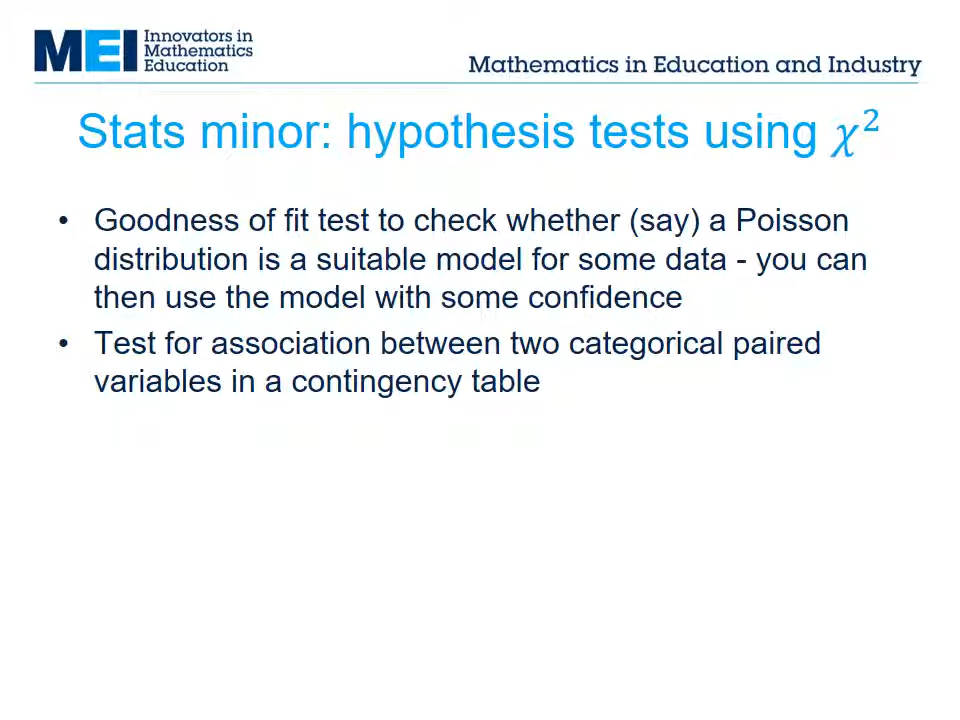 MEI
Innovators in
Mathematics
Education
Mathematics in Education and Industry
Stats minor: hypothesis tests using χ²
• Goodness of fit test to check whether (say) a Poisson
distribution is a suitable model for some data - you can
then use the model with some confidence
• Test for association between two categorical paired
variables in a contingency table